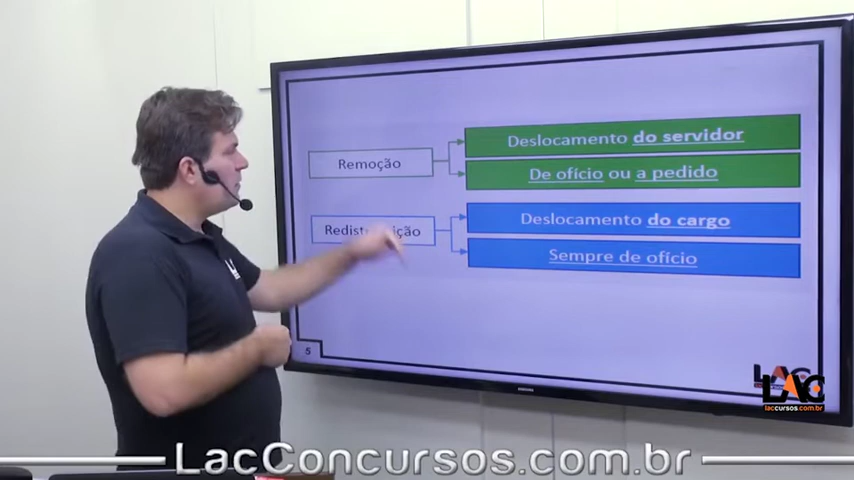 Deslocamento do servidor
Remoção
De ofício ou a pedido
Deslocamento do cargo
Sempre de ofício
5
LAC
laccursos.com.br
LacConcursos.com.br